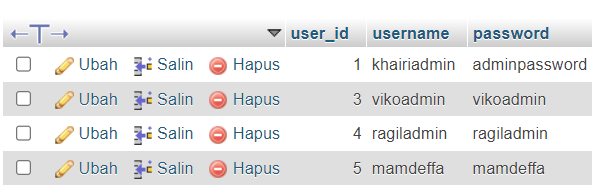 user_id username password
Ubah Salin Hapus 1 khairiadmin adminpassword
Ubah Salin Hapus 3 vikoadmin vikoadmin
Ubah Salin Hapus 4 ragiladmin ragiladmin
Ubah Salin Hapus 5 mamdeffa mamdeffa